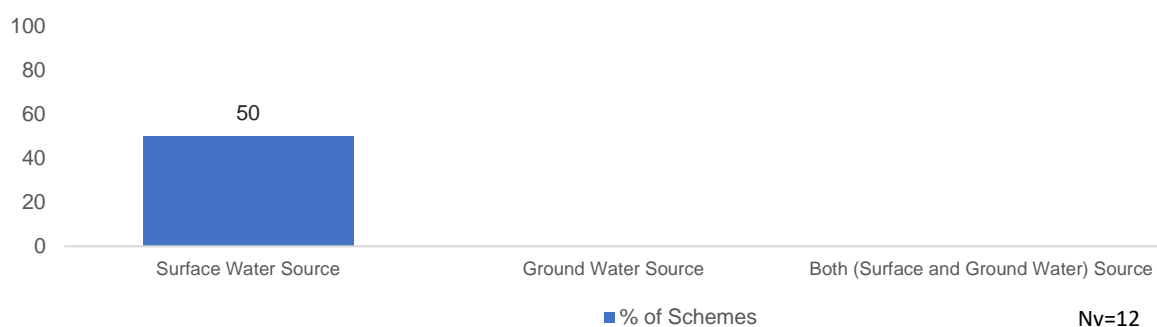 100
80
60
50
40
20
0
Surface Water Source
Ground Water Source
Both (Surface and Ground Water) Source
% of Schemes
Nv=12